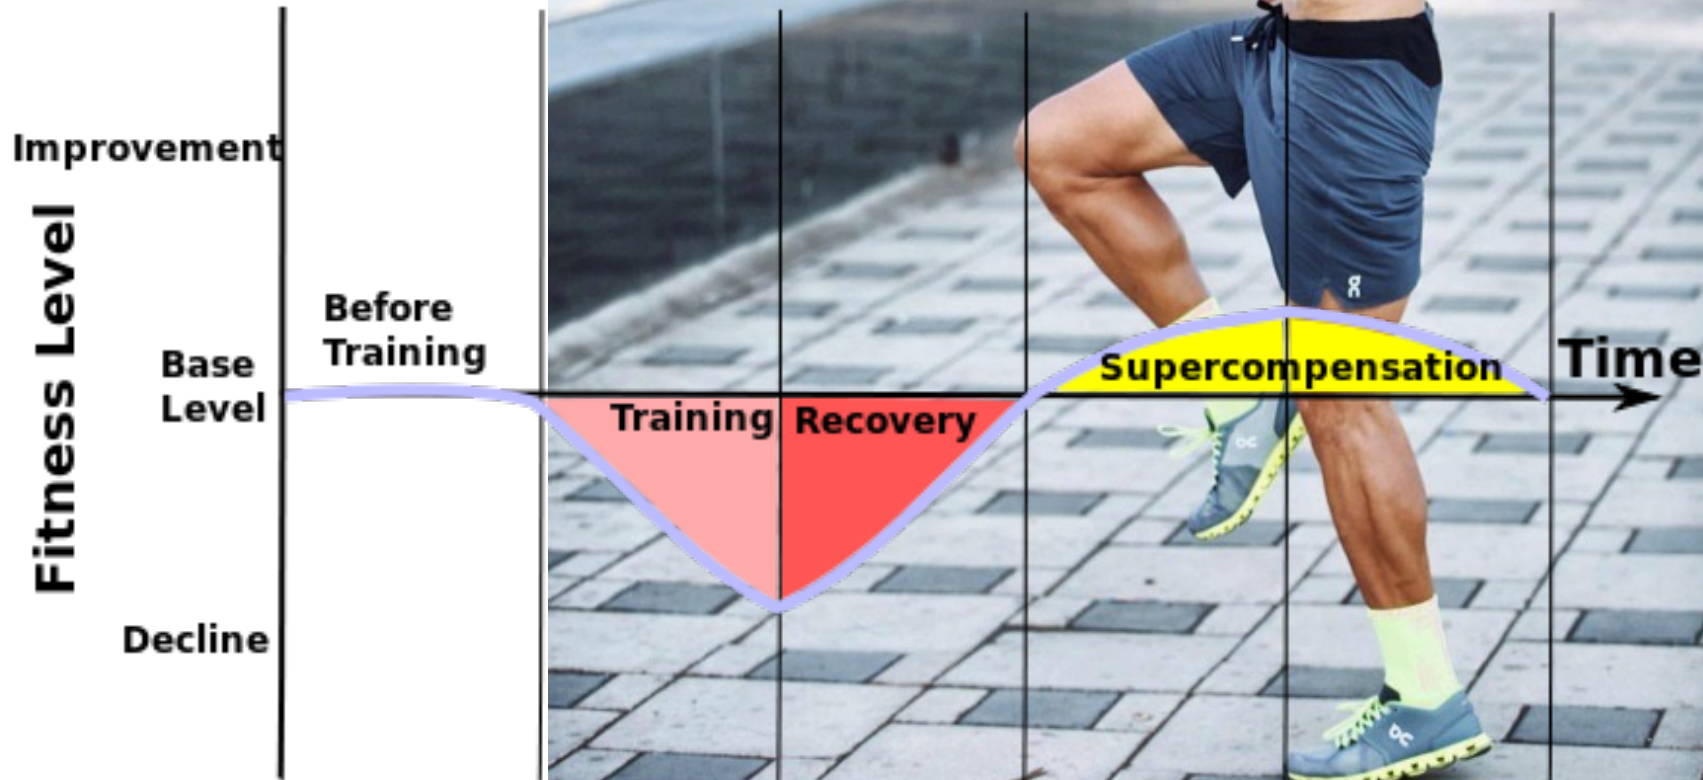 Improvement
Fitness Level
Before
Training
Base
Level
Time
Supercompensation
Training
Recovery
Decline